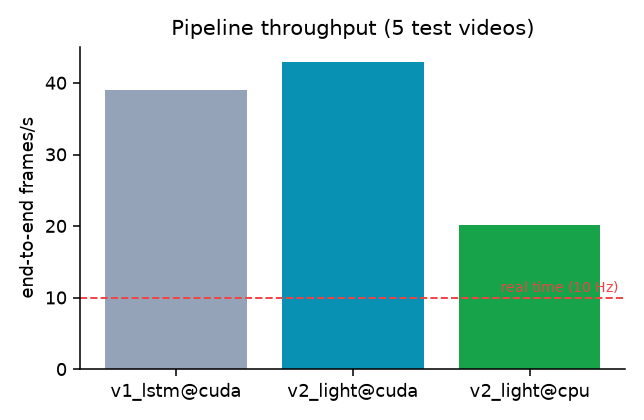 Pipeline throughput (5 test videos)
end-to-end frames/s
40
30
20
10
0
real time (10 Hz)
v1_lstm@cuda
v2_light@cuda
v2_light@cpu